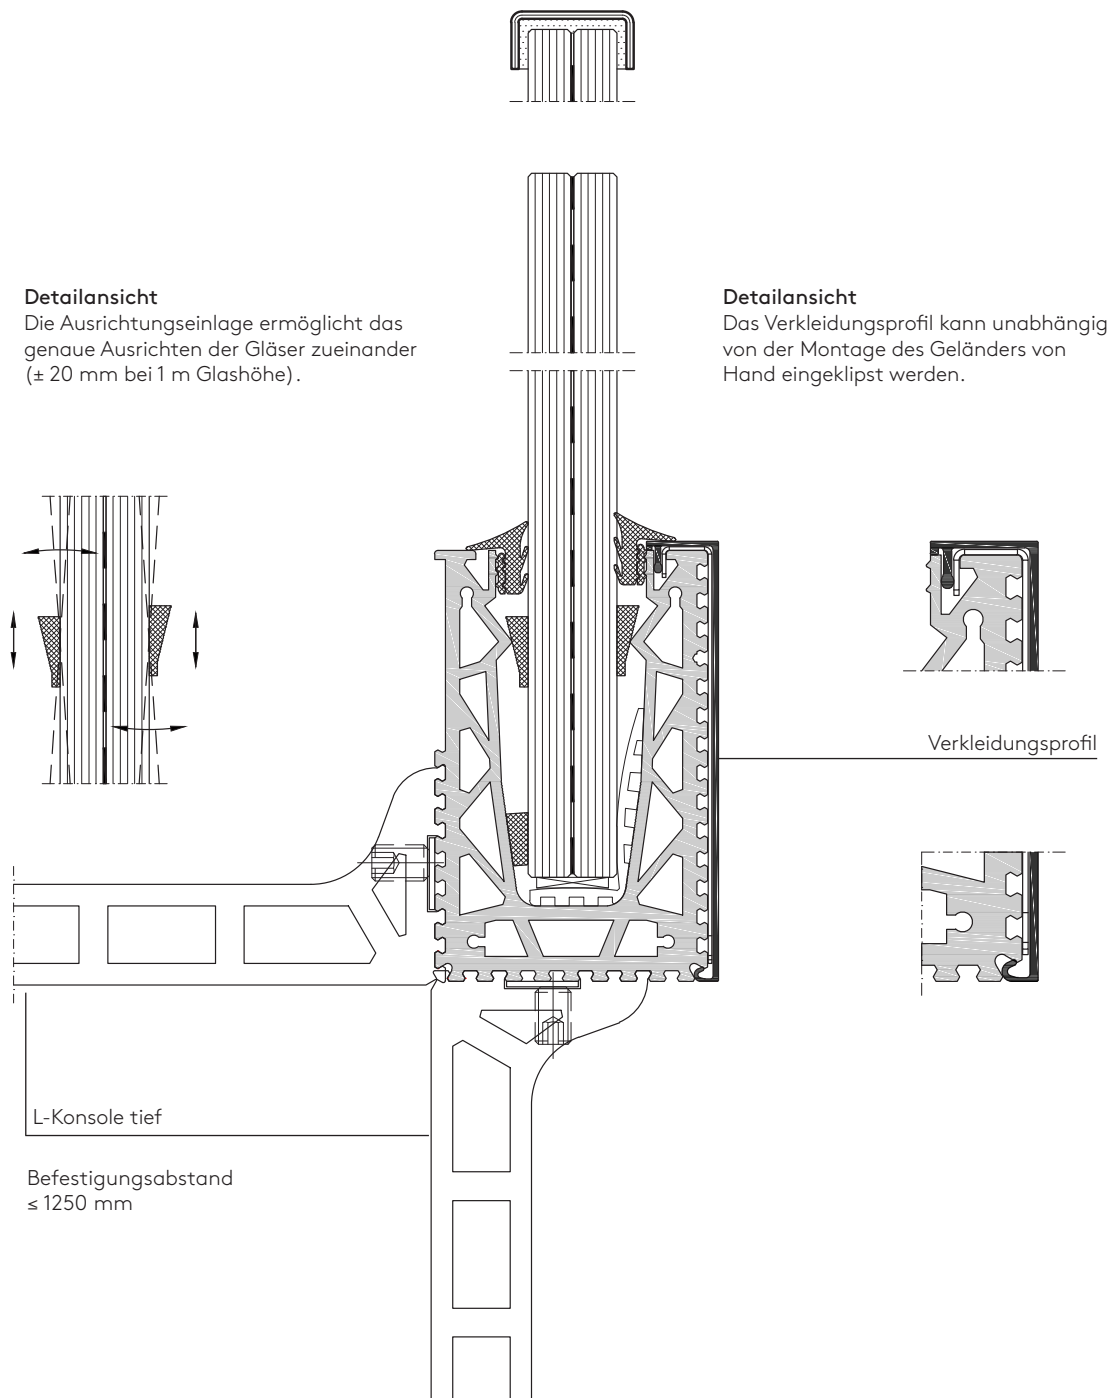 Detailansicht
Die Ausrichtungseinlage ermöglicht das
genaue Ausrichten der Gläser zueinander
(± 20 mm bei 1 m Glashöhe).
Detailansicht
Das Verkleidungsprofil kann unabhängig
von der Montage des Geländers von
Hand eingeklipst werden.
Verkleidungsprofil
L-Konsole tief
Befestigungsabstand
≤ 1250 mm